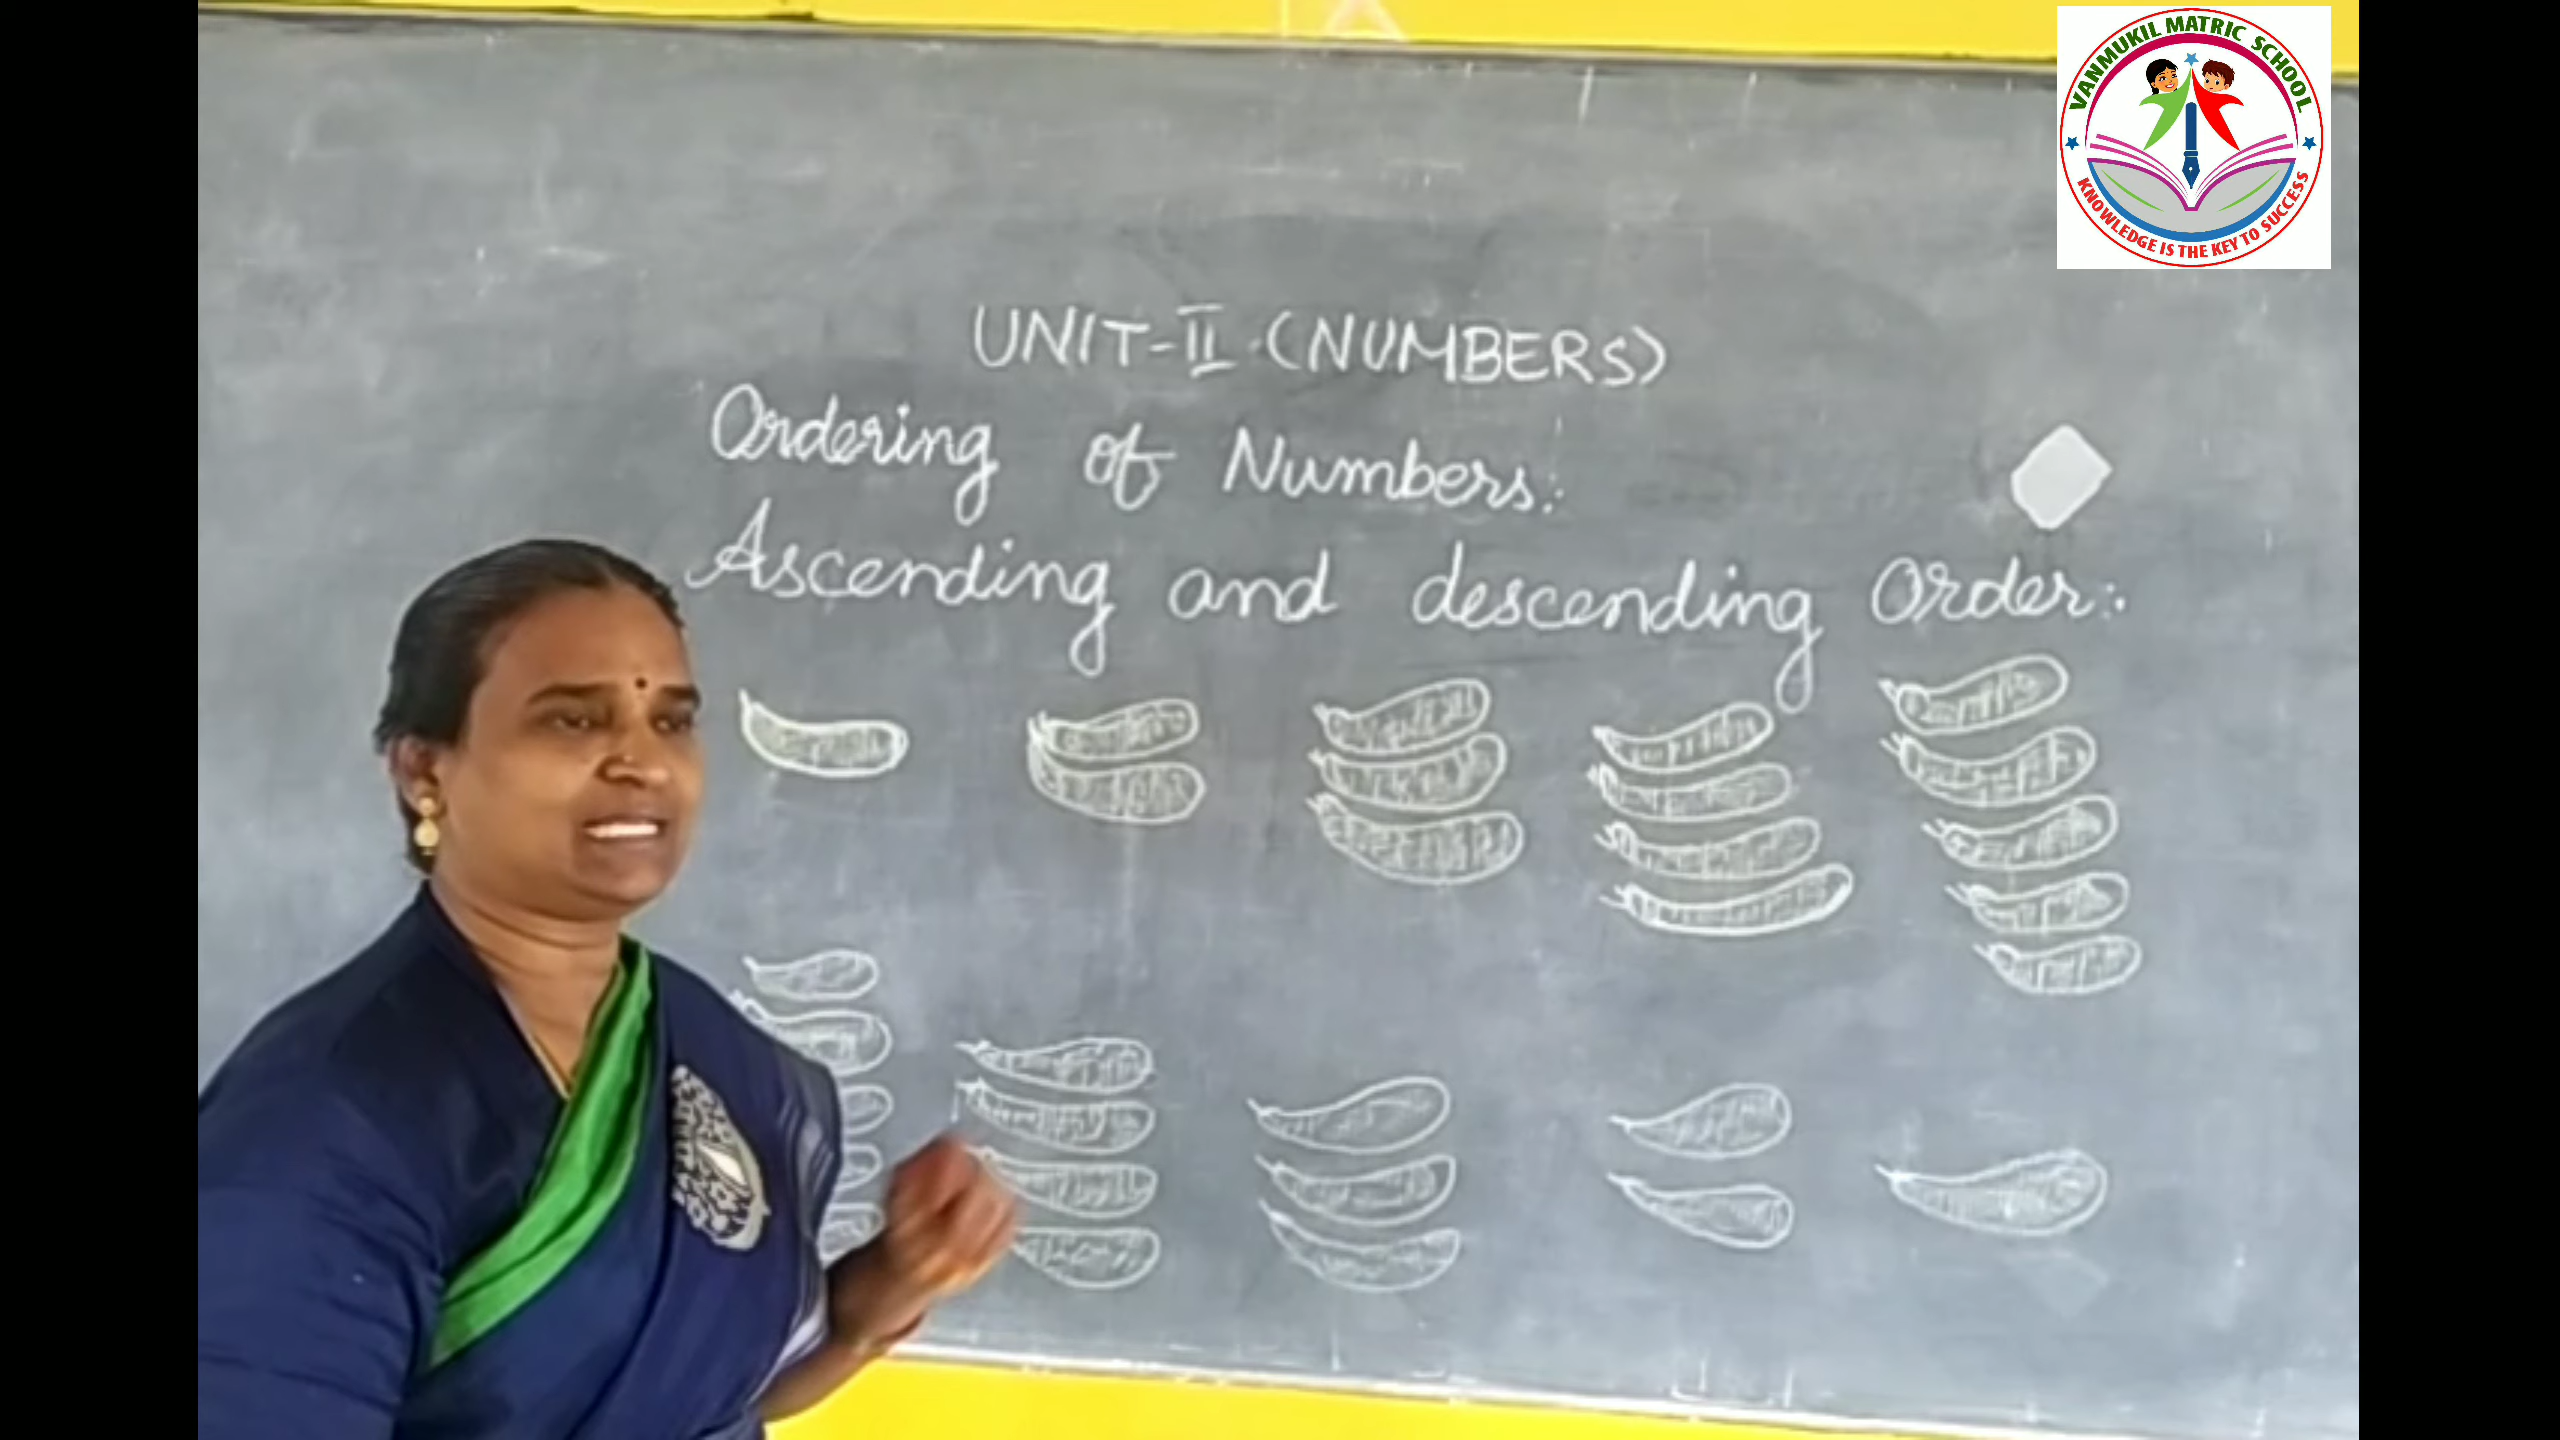 VANMUKIL MATRIC SCHOOL
KNOWLEDGE IS THE KEY TO SUCCESS
UNIT-II (NUMBERS)
Ordering of Numbers:
Ascending and descending Order: